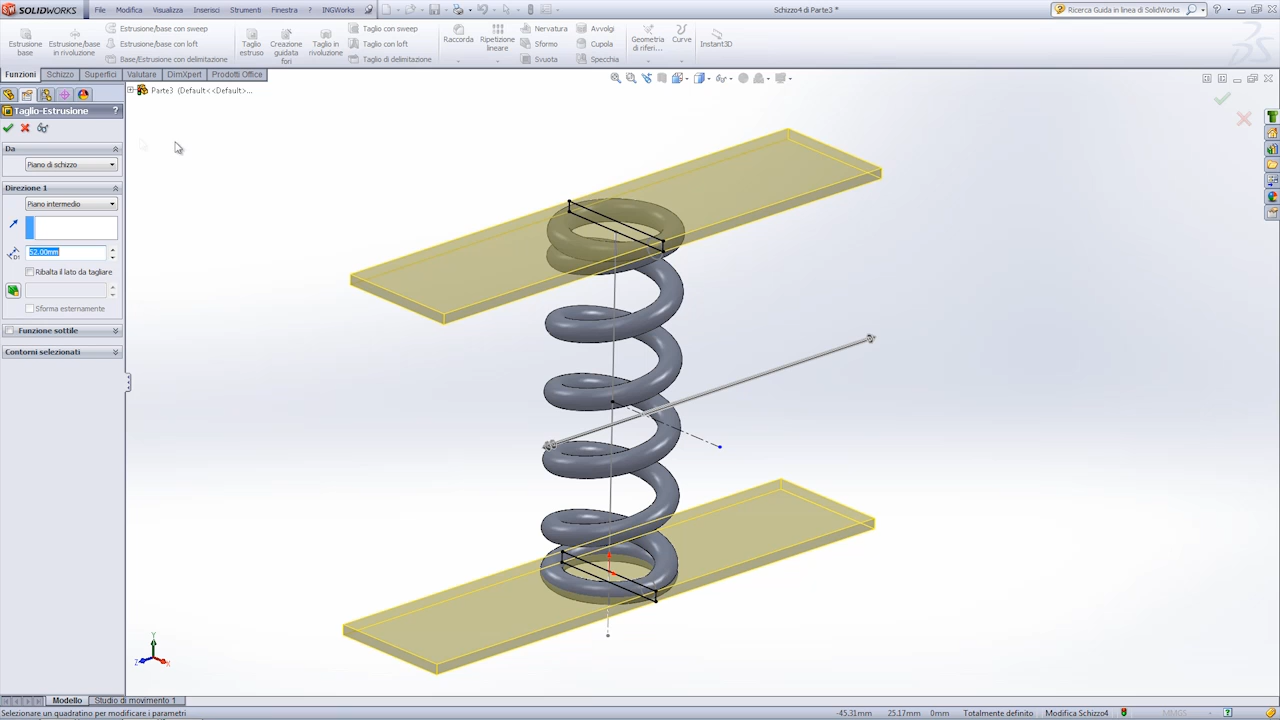 SOLIDWORKS
File Modifica Visualizza Inserisci Strumenti Finestra ? INGWorks
Schizzo4 di Parte3 *
Ricerca Guida in linea di SolidWorks
Estrusione base
Estrusione/base in rivoluzione
Estrusione/base con sweep
Estrusione/base con loft
Base/Estrusione con delimitazione
Taglio estruso
Creazione guidata fori
Taglio in rivoluzione
Taglio con sweep
Taglio con loft
Taglio di delimitazione
Raccorda
Ripetizione lineare
Nervatura
Sformo
Svuota
Avvolgi
Cupola
Specchia
Geometria di riferi...
Curve
Instant3D
Funzioni Schizzo Superfici Valutare DimXpert Prodotti Office
Parte3 (Default<<Default>...
Taglio-Estrusione ?
Da
Piano di schizzo
Direzione 1
Piano intermedio
52.00mm
Ribalta il lato da tagliare
Sforma esternamente
Funzione sottile
Contorni selezionati
Y
Z
X
Modello Studio di movimento 1
Selezionare un quadratino per modificare i parametri
-45.31mm 25.17mm 0mm Totalmente definito Modifica Schizzo4 MMGS